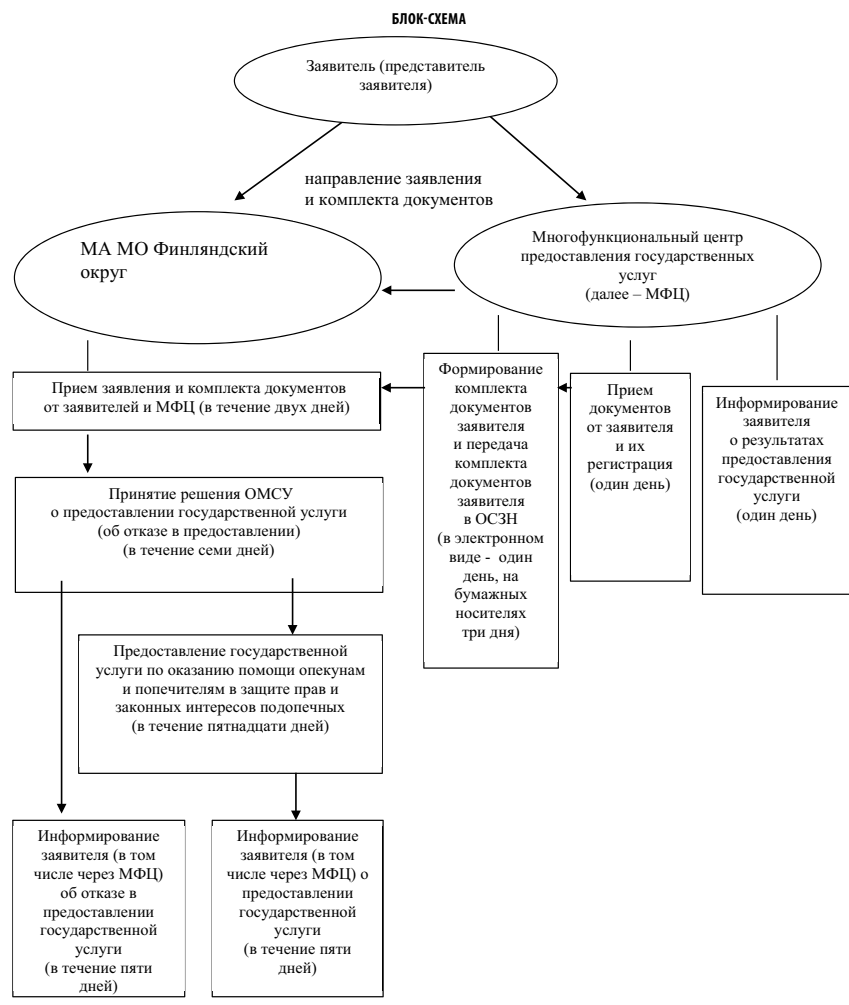 БЛОК-СХЕМА
Заявитель (представитель
заявителя)
направление заявления
и комплекта документов
МА МО Финляндский
округ
Многофункциональный центр
предоставления государственных
услуг
(далее – МФЦ)
Прием заявления и комплекта документов
от заявителей и МФЦ (в течение двух дней)
Формирование
комплекта
документов
заявителя
и передача
комплекта
документов
заявителя
в ОСЗН
(в электронном
виде - один
день, на
бумажных
носителях
три дня)
Прием
документов
от заявителя
и их
регистрация
(один день)
Информирование
заявителя
о результатах
предоставления
государственной
услуги
(один день)
Принятие решения ОМСУ
о предоставлении государственной услуги
(об отказе в предоставлении)
(в течение семи дней)
Предоставление государственной
услуги по оказанию помощи опекунам
и попечителям в защите прав и
законных интересов подопечных
(в течение пятнадцати дней)
Информирование
заявителя (в том
числе через МФЦ)
об отказе в
предоставлении
государственной
услуги
(в течение пяти
дней)
Информирование
заявителя (в том
числе через МФЦ) о
предоставлении
государственной
услуги
(в течение пяти
дней)